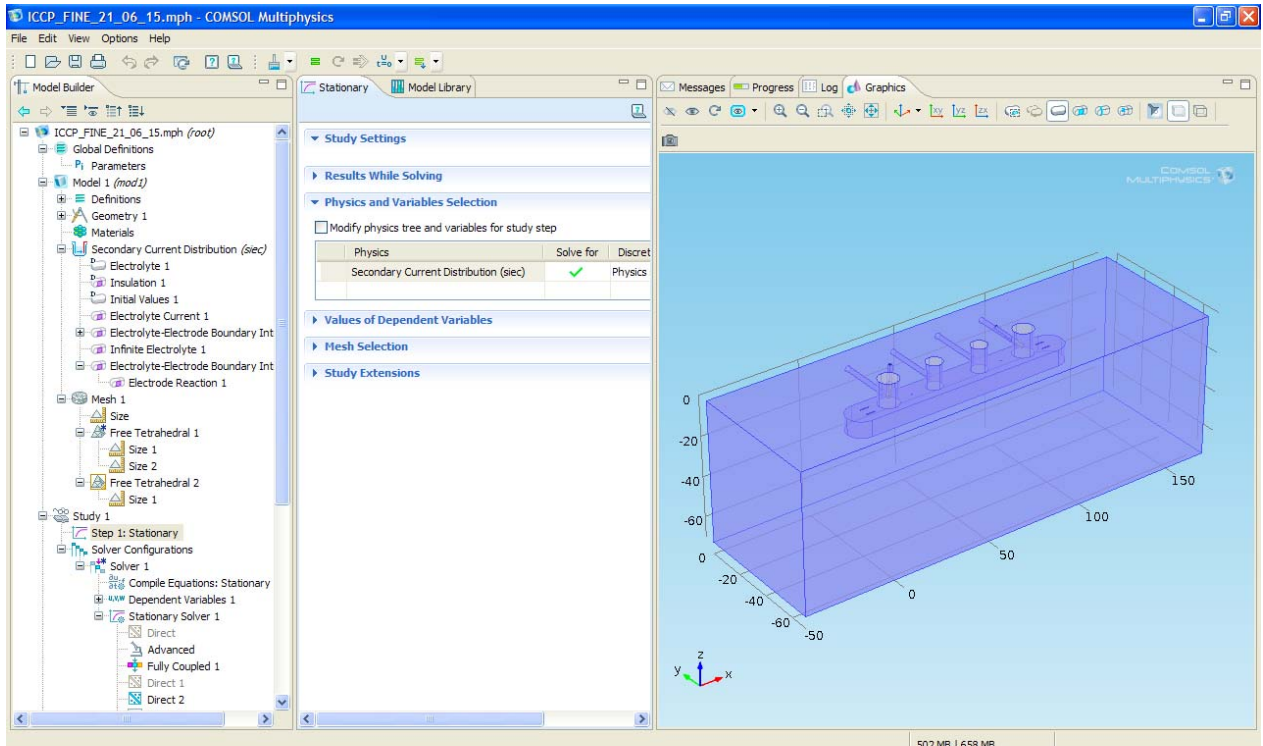 ICCP_FINE_21_06_15.mph - COMSOL Multiphysics
File Edit View Options Help
Model Builder
ICCP_FINE_21_06_15.mph (root)
Global Definitions
Pi Parameters
Model 1 (mod1)
Definitions
Geometry 1
Materials
Secondary Current Distribution (siec)
Electrolyte 1
Insulation 1
Initial Values 1
Electrolyte Current 1
Electrolyte-Electrode Boundary Int
Infinite Electrolyte 1
Electrolyte-Electrode Boundary Int
Electrode Reaction 1
Mesh 1
Size
Free Tetrahedral 1
Size 1
Size 2
Free Tetrahedral 2
Size 1
Study 1
Step 1: Stationary
Solver Configurations
Solver 1
Compile Equations: Stationary
Dependent Variables 1
Stationary Solver 1
Direct
Advanced
Fully Coupled 1
Direct 1
Direct 2
Stationary Model Library
Study Settings
Results While Solving
Physics and Variables Selection
Modify physics tree and variables for study step
Physics Solve for Discret
Secondary Current Distribution (siec) Physics
Values of Dependent Variables
Mesh Selection
Study Extensions
Messages Progress Log Graphics
xy yz zx
COMSOL
MULTIPHYSICS
0
-20
-40
-60
0
-20
-40
-60
-50
0
50
100
150
z
y
x
502 MB | 658 MB